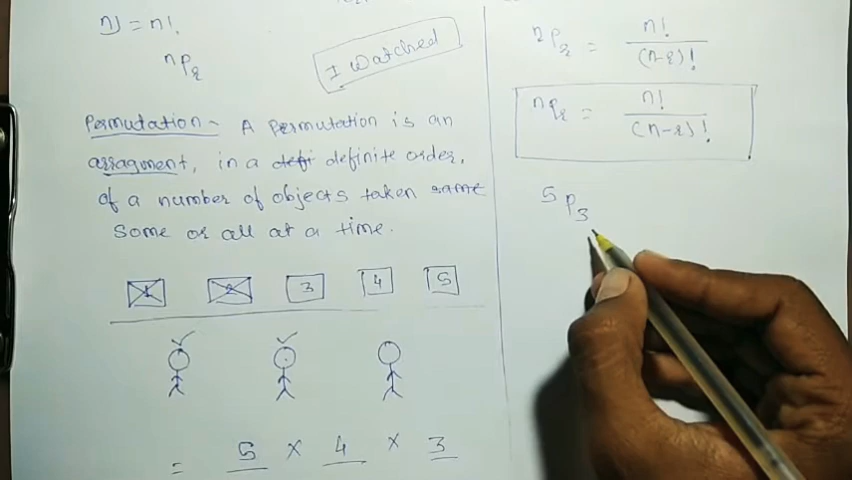 n! = n!
nPr
I watched
Permutation - A Permutation is an
arragment, in a defi definite order,
of a number of objects taken same
some or all at a time.
1 2 3 4 5
= 5 × 4 × 3
nPr = n! / (n-r)!
nPr = n! / (n-r)!
5P3